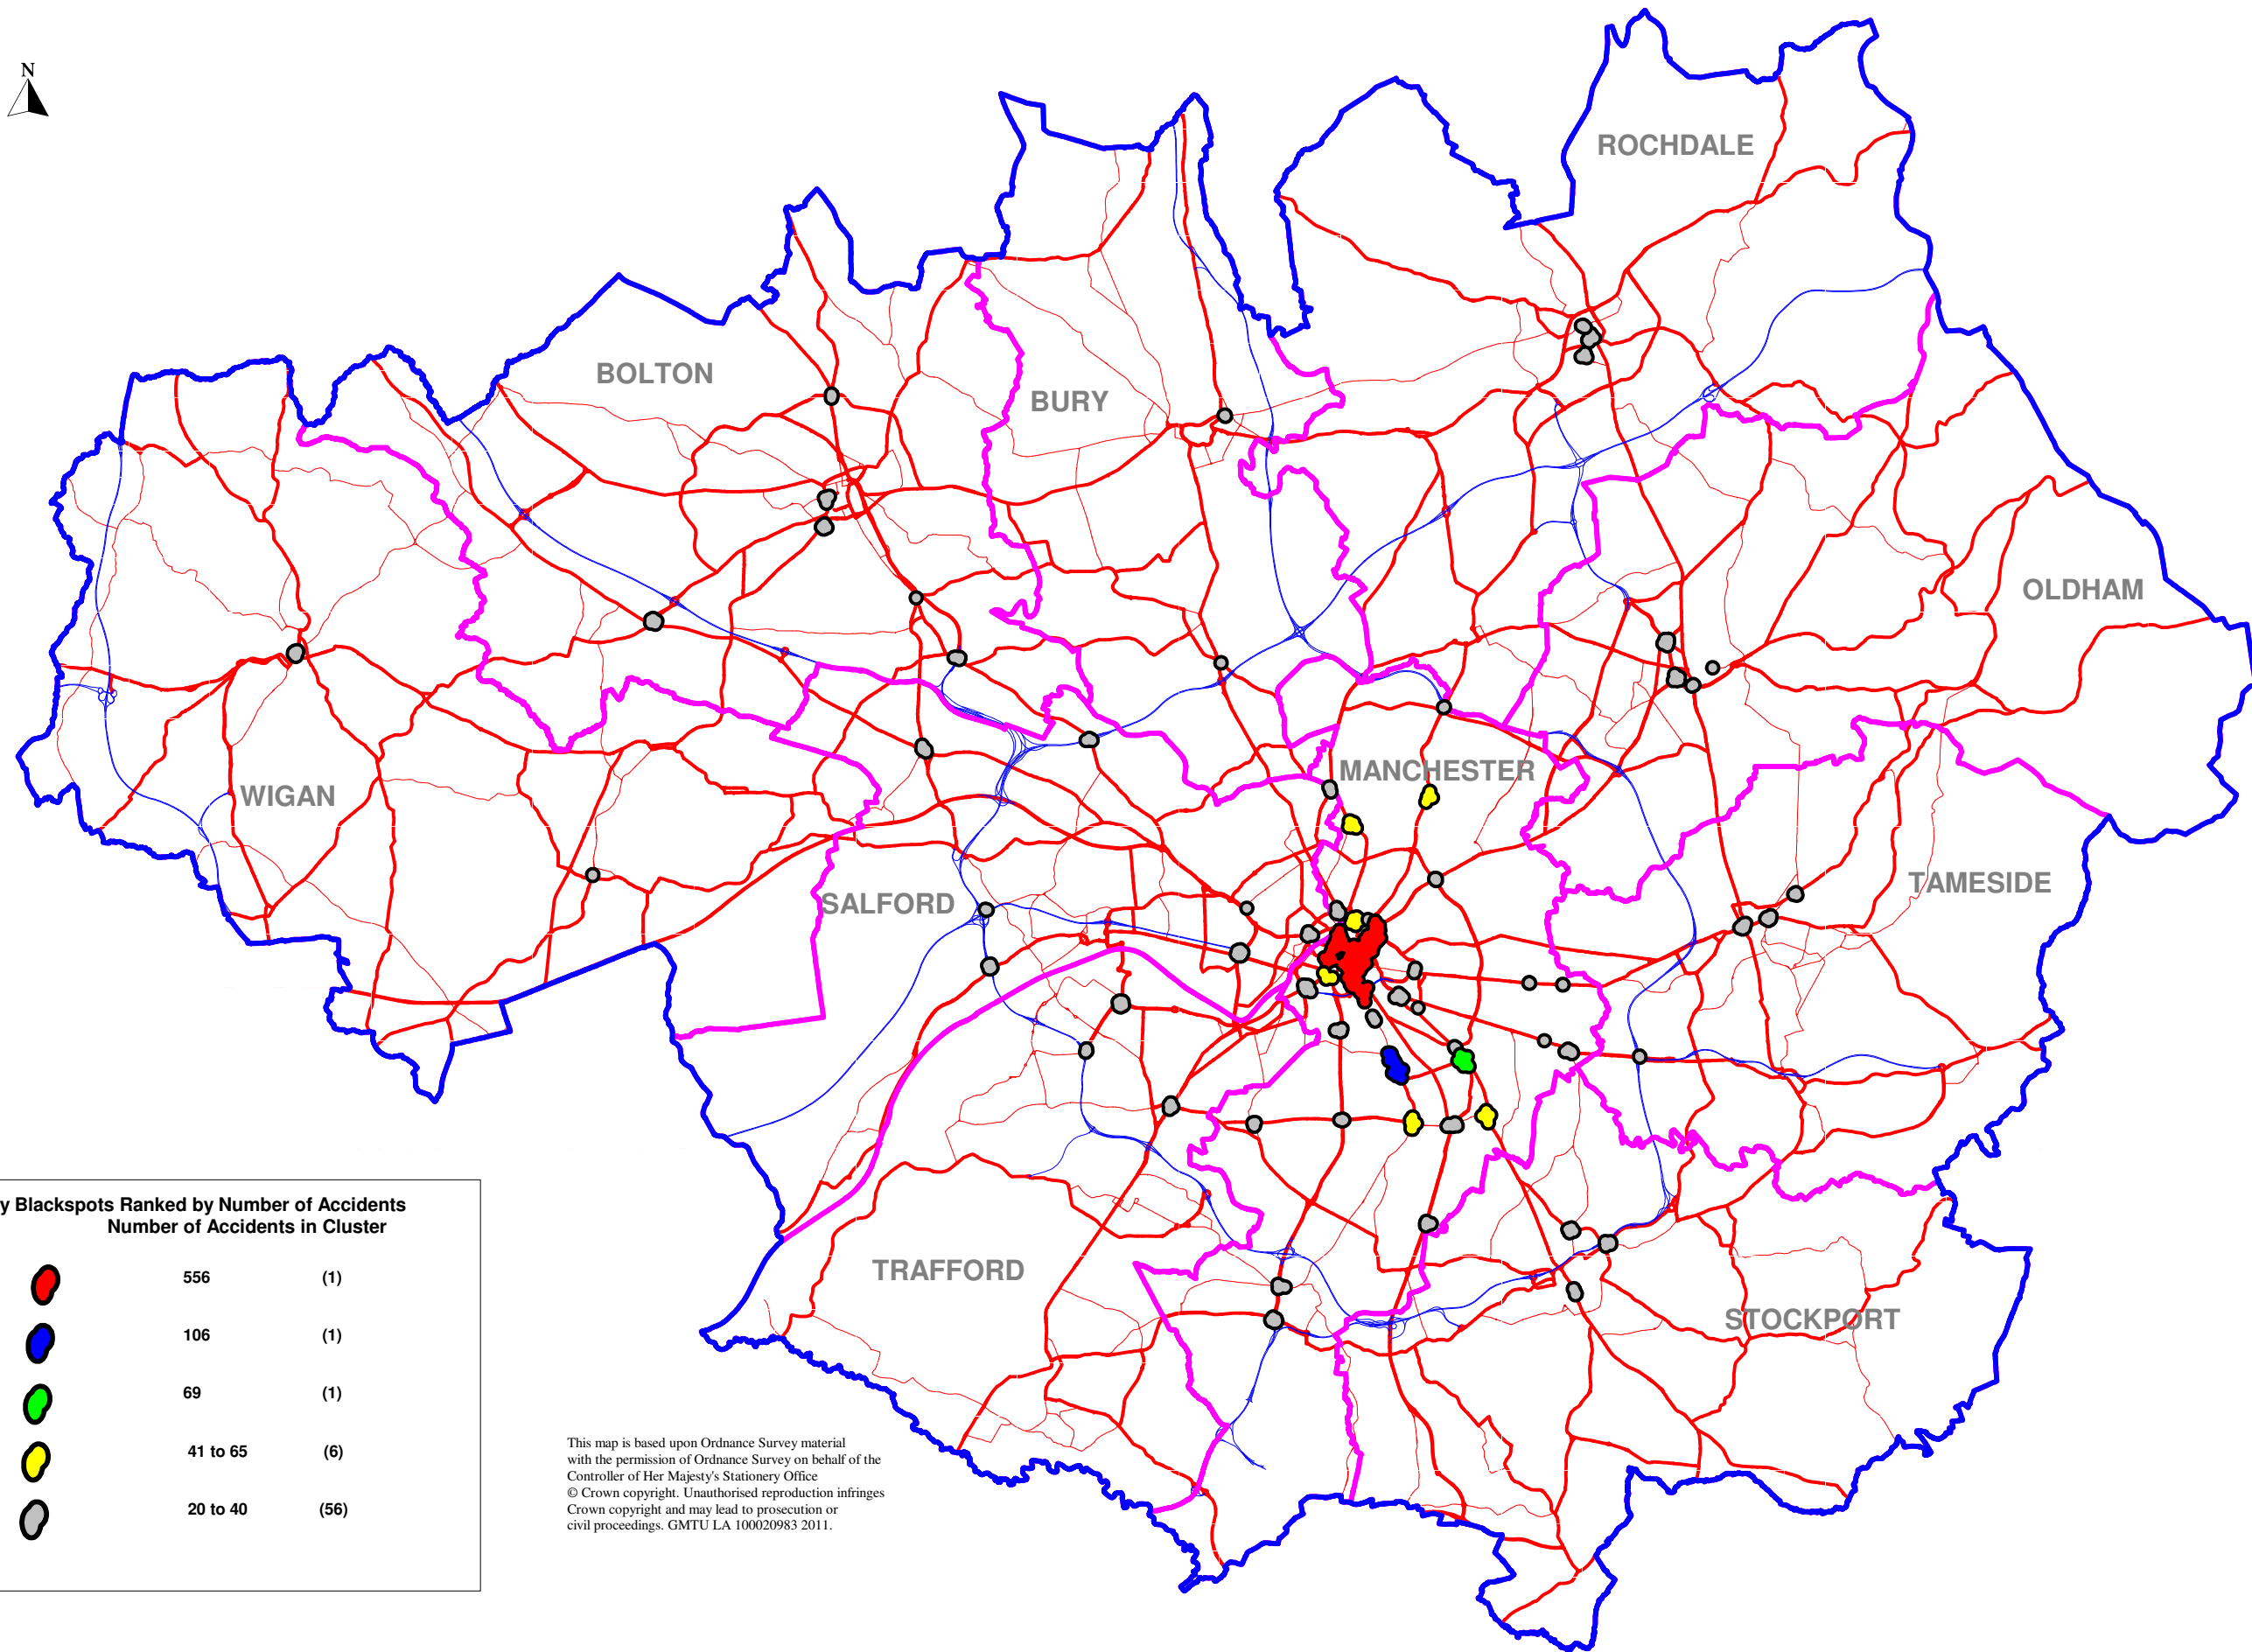 N
ROCHDALE
BOLTON
BURY
OLDHAM
MANCHESTER
WIGAN
TAMESIDE
SALFORD
TRAFFORD
STOCKPORT
y Blackspots Ranked by Number of Accidents
Number of Accidents in Cluster
556 (1)
106 (1)
69 (1)
41 to 65 (6)
20 to 40 (56)
This map is based upon Ordnance Survey material
with the permission of Ordnance Survey on behalf of the
Controller of Her Majesty's Stationery Office
© Crown copyright. Unauthorised reproduction infringes
Crown copyright and may lead to prosecution or
civil proceedings. GMTU LA 100020983 2011.